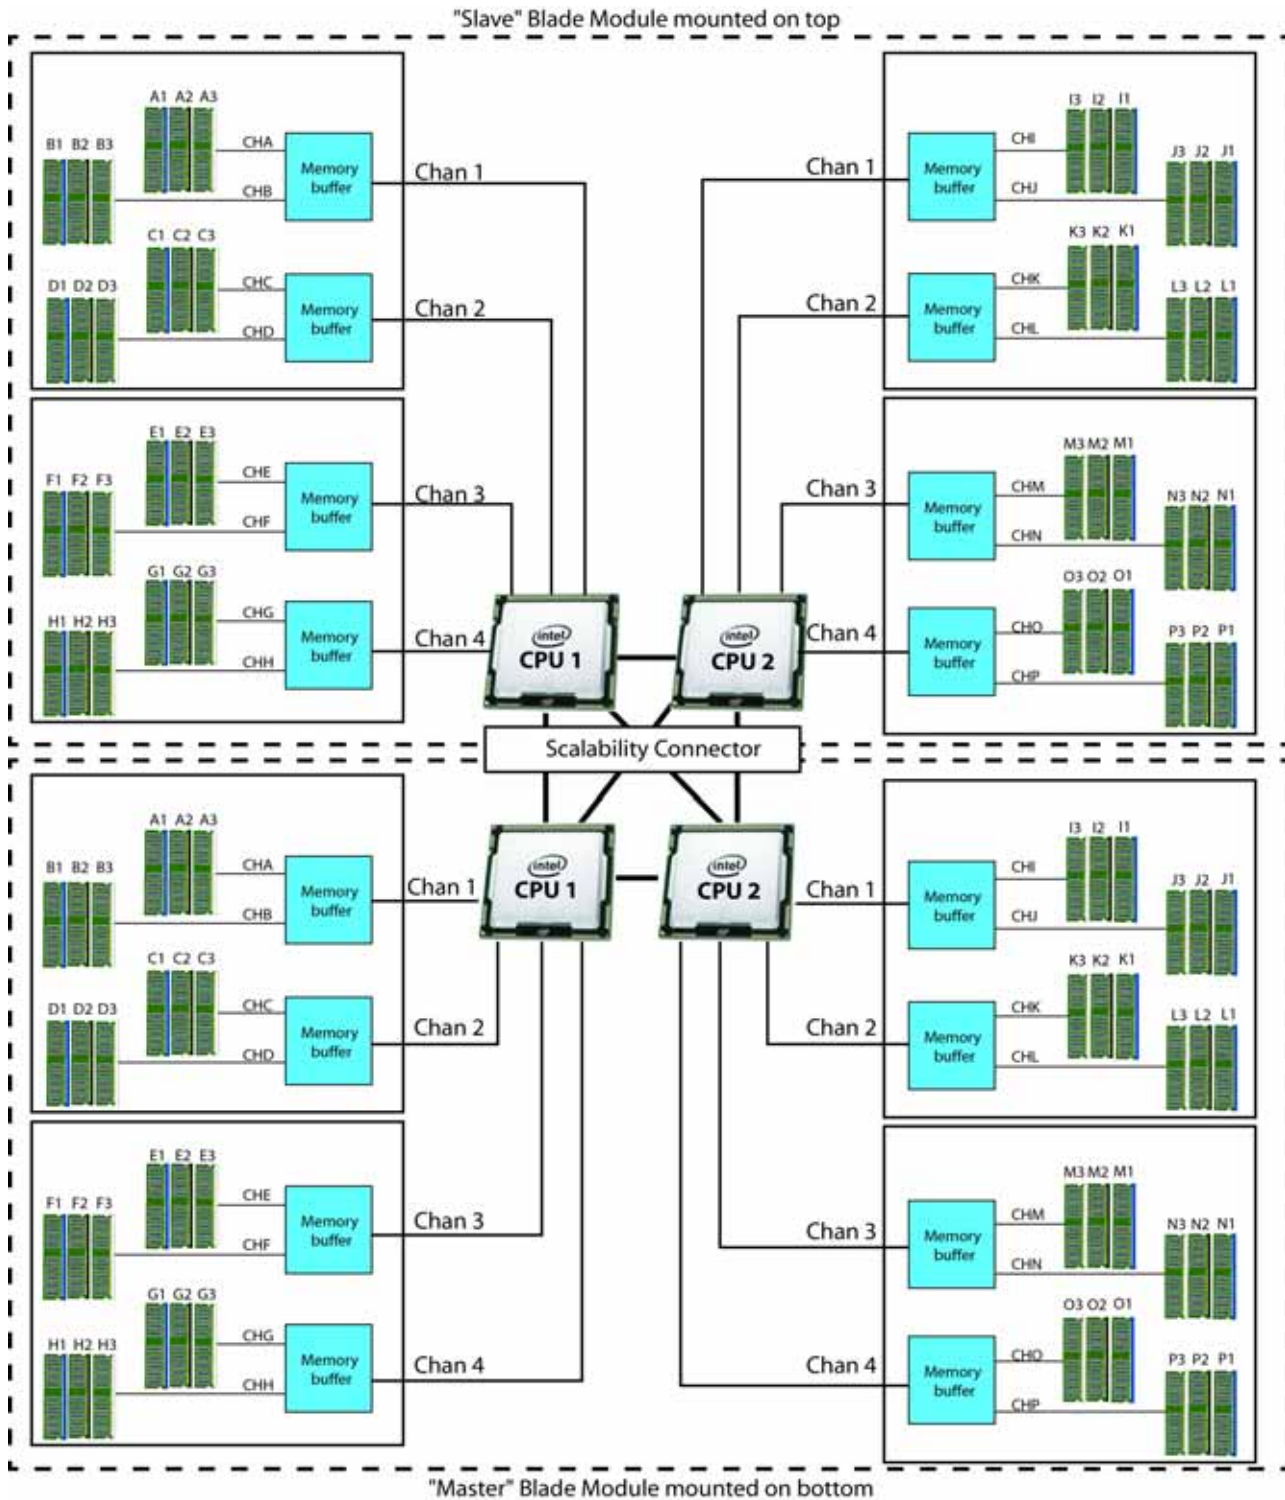 "Slave" Blade Module mounted on top
A1 A2 A3
B1 B2 B3
CHA
CHB
Memory
buffer
Chan 1
C1 C2 C3
D1 D2 D3
CHC
CHD
Memory
buffer
Chan 2
E1 E2 E3
F1 F2 F3
CHE
CHF
Memory
buffer
Chan 3
G1 G2 G3
H1 H2 H3
CHG
CHH
Memory
buffer
Chan 4
I3 I2 I1
J3 J2 J1
Chan 1
Memory
buffer
CHI
CHJ
K3 K2 K1
L3 L2 L1
Chan 2
Memory
buffer
CHK
CHL
M3 M2 M1
N3 N2 N1
Chan 3
Memory
buffer
CHM
CHN
O3 O2 O1
P3 P2 P1
Chan 4
Memory
buffer
CHO
CHP
intel
CPU 1
intel
CPU 2
Scalability Connector
intel
CPU 1
intel
CPU 2
A1 A2 A3
B1 B2 B3
CHA
CHB
Memory
buffer
Chan 1
C1 C2 C3
D1 D2 D3
CHC
CHD
Memory
buffer
Chan 2
E1 E2 E3
F1 F2 F3
CHE
CHF
Memory
buffer
Chan 3
G1 G2 G3
H1 H2 H3
CHG
CHH
Memory
buffer
Chan 4
I3 I2 I1
J3 J2 J1
Chan 1
Memory
buffer
CHI
CHJ
K3 K2 K1
L3 L2 L1
Chan 2
Memory
buffer
CHK
CHL
M3 M2 M1
N3 N2 N1
Chan 3
Memory
buffer
CHM
CHN
O3 O2 O1
P3 P2 P1
Chan 4
Memory
buffer
CHO
CHP
"Master" Blade Module mounted on bottom